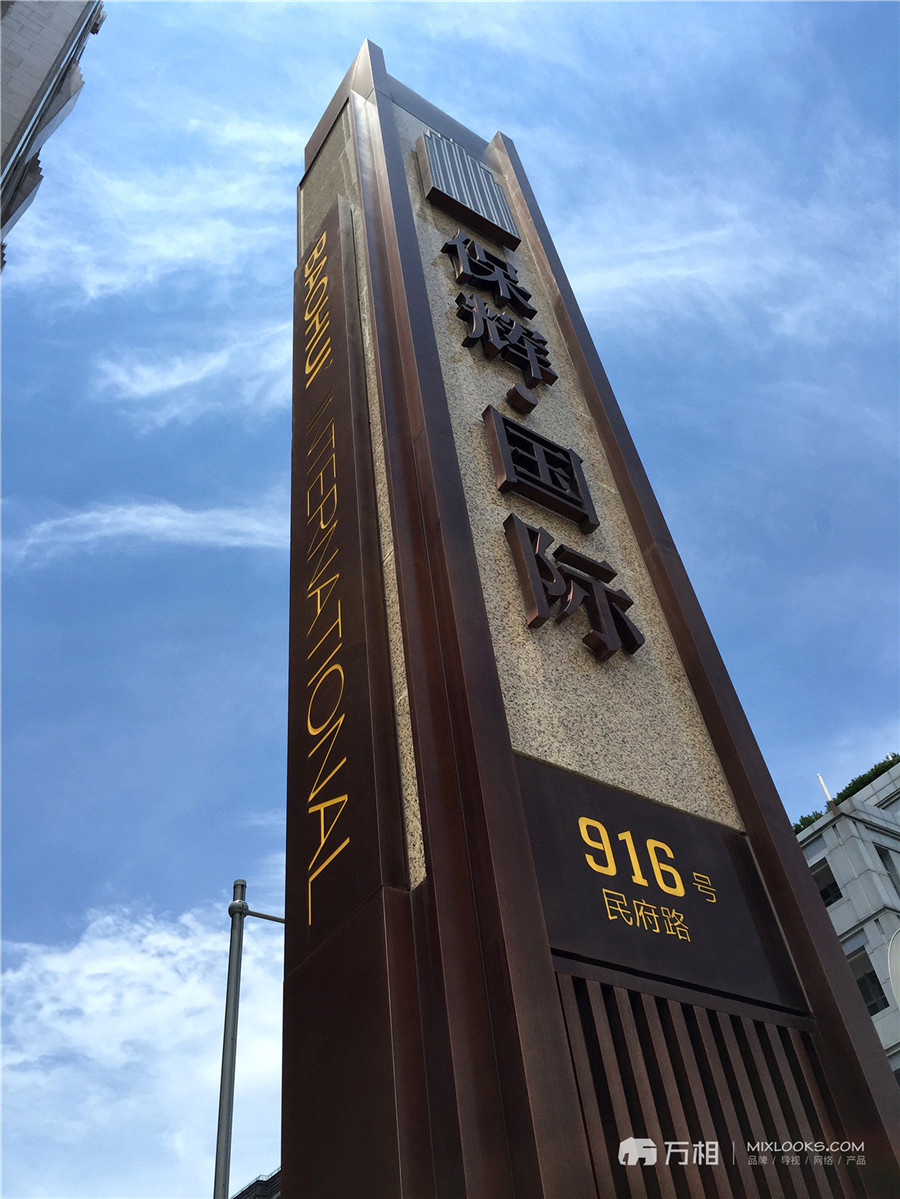 保辉·国际
BAOHUI INTERNATIONAL
916号
民府路
万相
MIXLOOKS.COM
品牌 / 导视 / 网络 / 产品